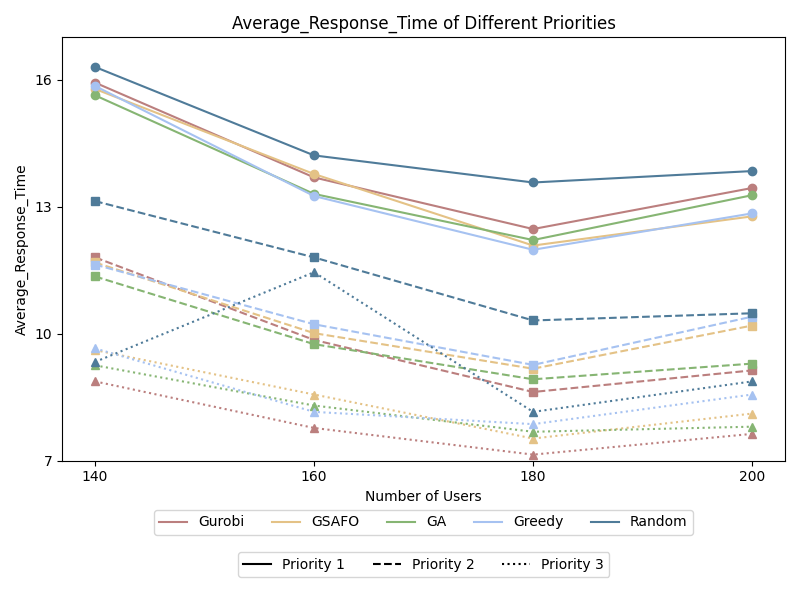 Average_Response_Time of Different Priorities
16
13
10
7
Average_Response_Time
140 160 180 200
Number of Users
Gurobi GSAFO GA Greedy Random
Priority 1 Priority 2 Priority 3